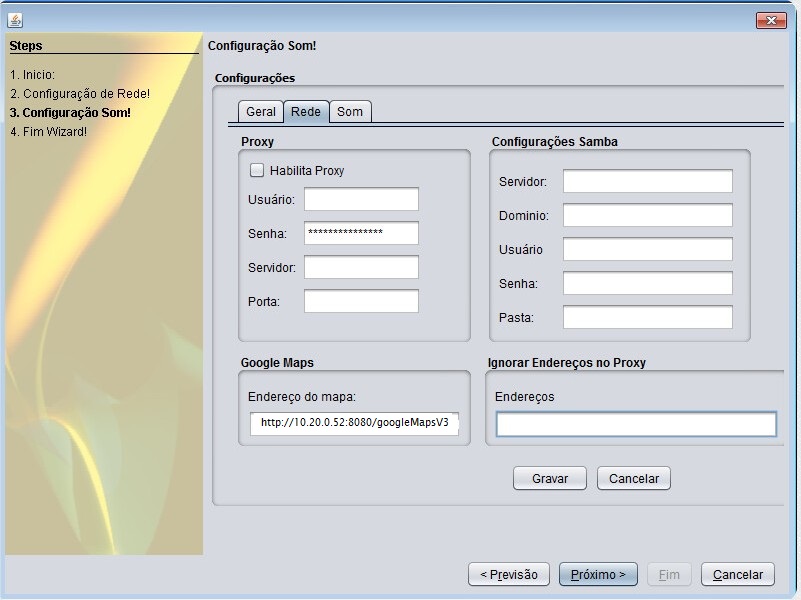 Steps
1. Inicio:
2. Configuração de Rede!
3. Configuração Som!
4. Fim Wizard!
Configuração Som!
Configurações
Geral Rede Som
Proxy
Habilita Proxy
Usuário:
Senha: ***************
Servidor:
Porta:
Configurações Samba
Servidor:
Dominio:
Usuário
Senha:
Pasta:
Google Maps
Endereço do mapa:
http://10.20.0.52:8080/googleMapsV3
Ignorar Endereços no Proxy
Endereços
Gravar Cancelar
< Previsão Próximo > Fim Cancelar